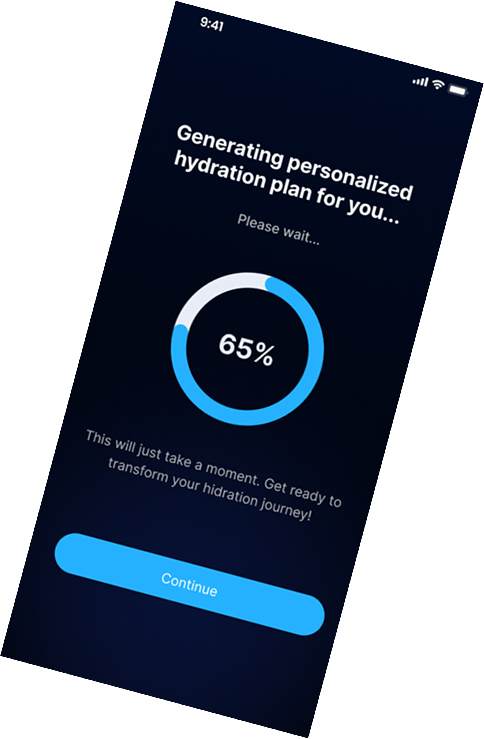 9:41
Generating personalized
hydration plan for you...
Please wait...
65%
This will just take a moment. Get ready to
transform your hidration journey!
Continue